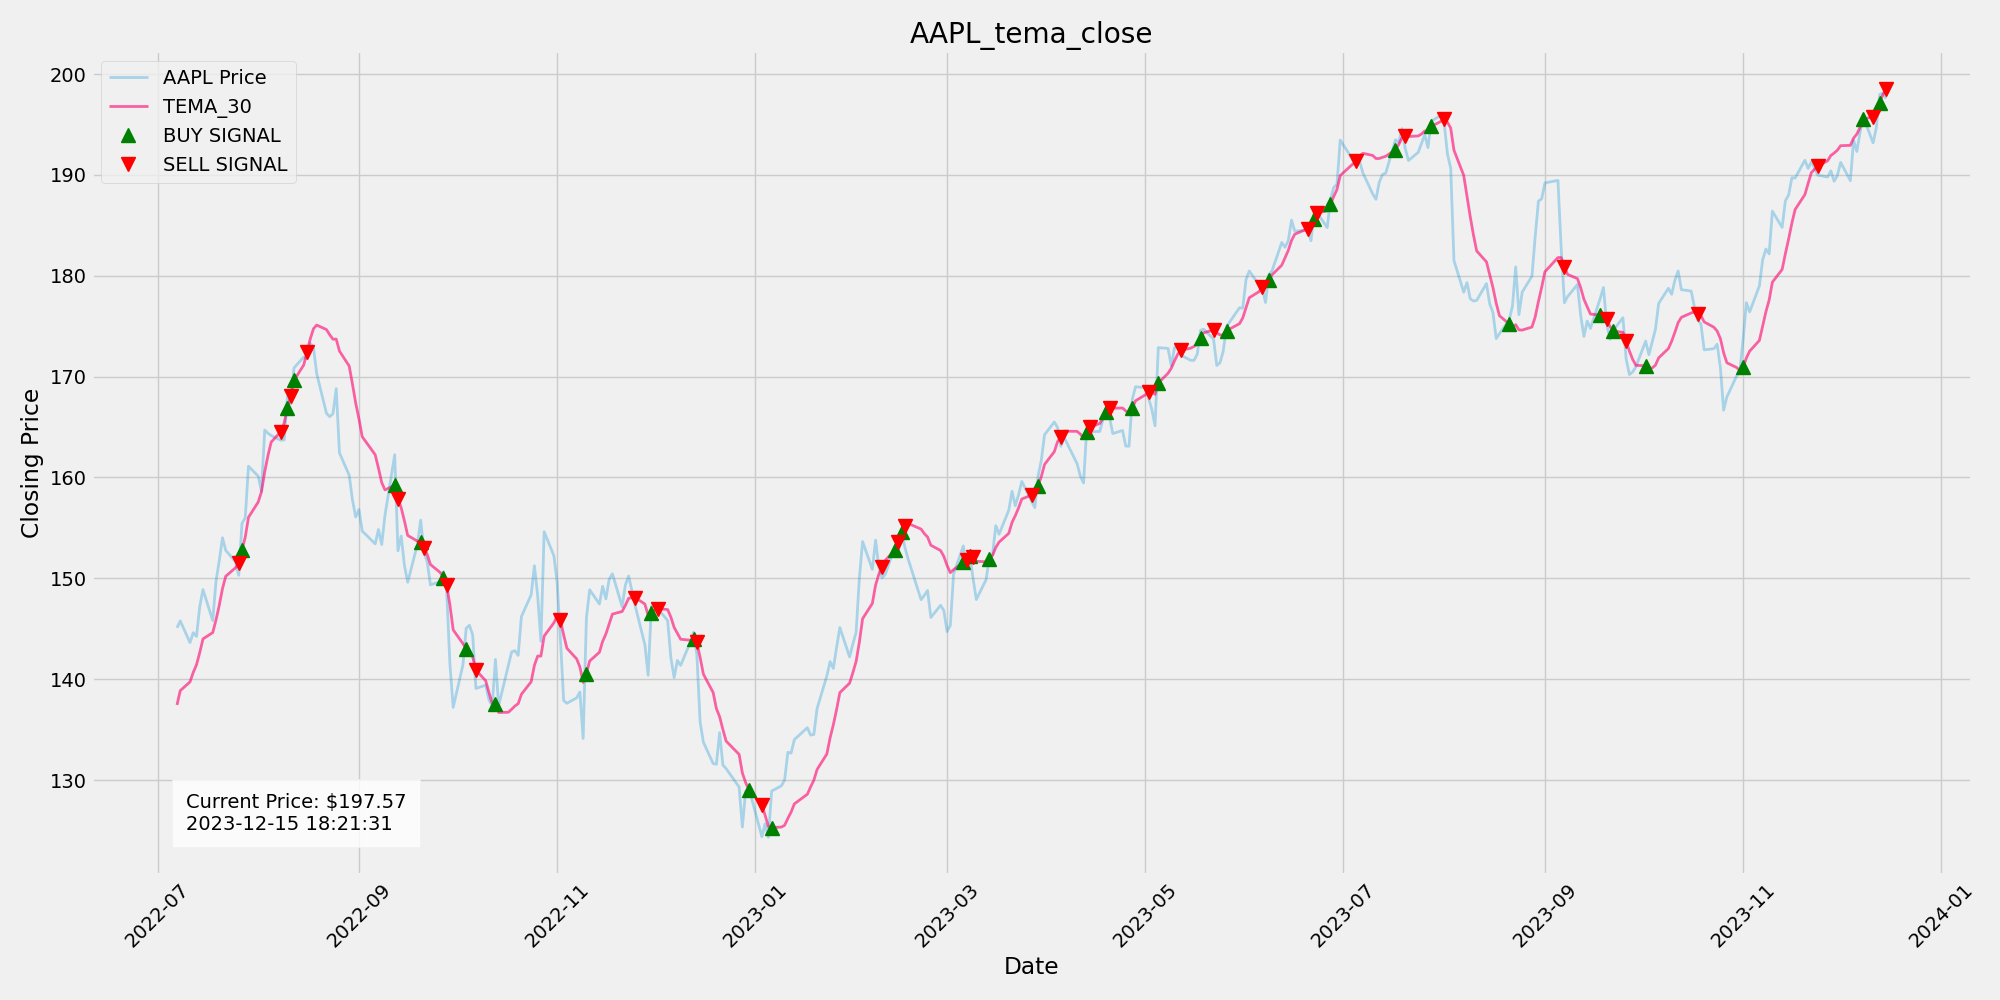 AAPL_tema_close
AAPL Price
TEMA_30
BUY SIGNAL
SELL SIGNAL
200
190
180
170
160
150
140
130
Closing Price
Current Price: $197.57
2023-12-15 18:21:31
2022-07
2022-09
2022-11
2023-01
2023-03
2023-05
2023-07
2023-09
2023-11
2024-01
Date